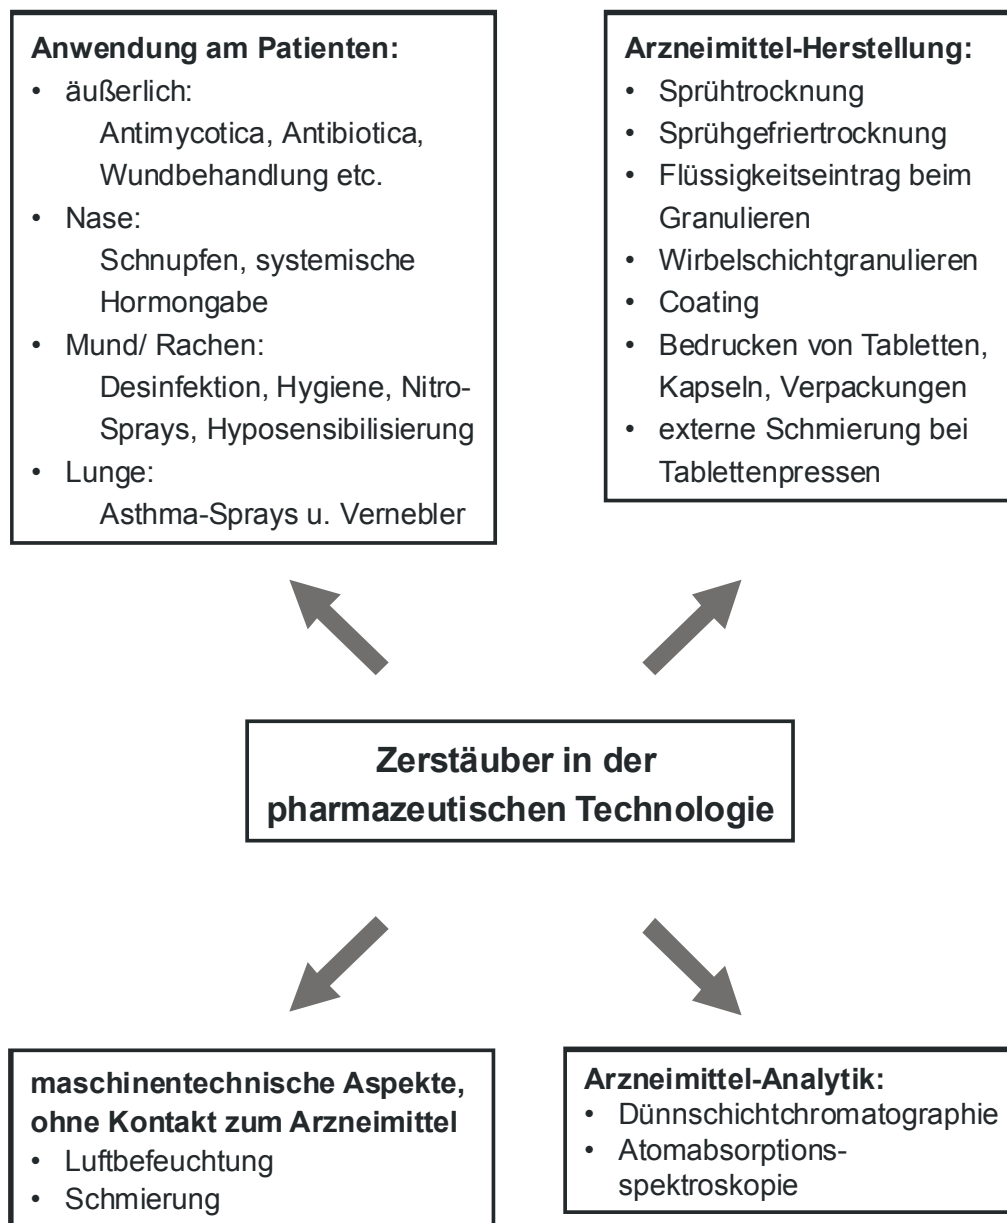 Anwendung am Patienten:
• äußerlich:
Antimycotica, Antibiotica,
Wundbehandlung etc.
• Nase:
Schnupfen, systemische
Hormongabe
• Mund/ Rachen:
Desinfektion, Hygiene, Nitro-
Sprays, Hyposensibilisierung
• Lunge:
Asthma-Sprays u. Vernebler
Arzneimittel-Herstellung:
• Sprühtrocknung
• Sprühgefriertrocknung
• Flüssigkeitseintrag beim
Granulieren
• Wirbelschichtgranulieren
• Coating
• Bedrucken von Tabletten,
Kapseln, Verpackungen
• externe Schmierung bei
Tablettenpressen
Zerstäuber in der
pharmazeutischen Technologie
maschinentechnische Aspekte,
ohne Kontakt zum Arzneimittel
• Luftbefeuchtung
• Schmierung
Arzneimittel-Analytik:
• Dünnschichtchromatographie
• Atomabsorptions-
spektroskopie